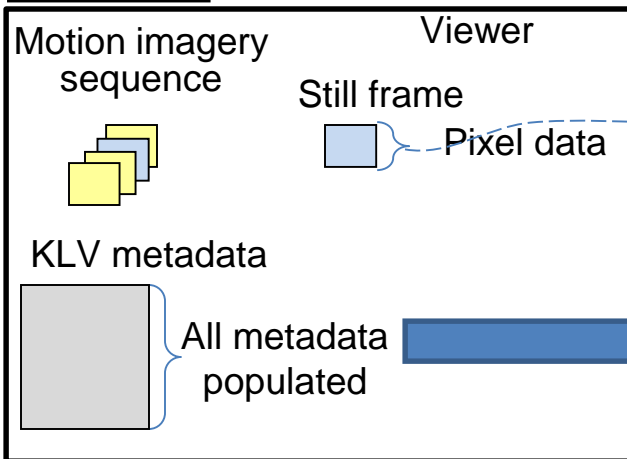 Motion imagery
sequence
Viewer
Still frame
Pixel data
KLV metadata
All metadata
populated